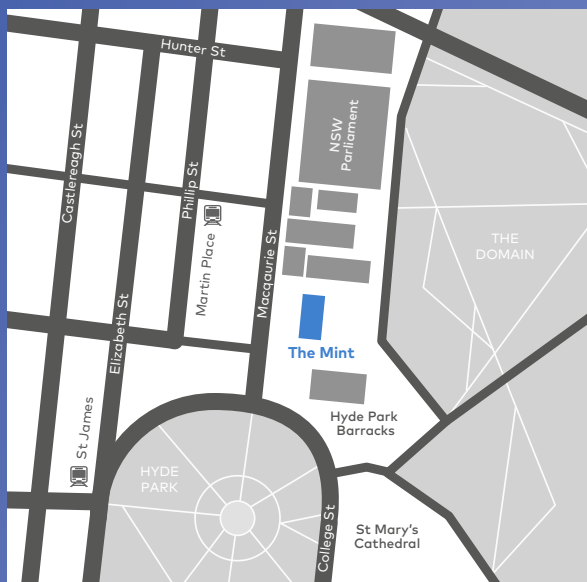 Hunter St
Castlereagh St
Phillip St
NSW
Parliament
Martin Place
Macqaurie St
THE
DOMAIN
Elizabeth St
The Mint
Hyde Park
Barracks
St James
HYDE
PARK
College St
St Mary's
Cathedral